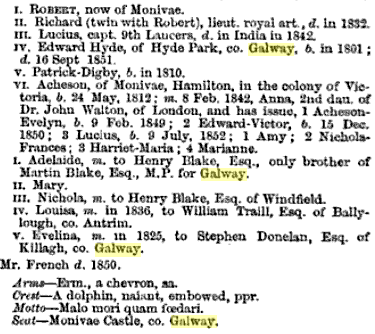 I. ROBERT, now of Monivae.
II. Richard (twin with Robert), lieut. royal art., d. in 1832.
III. Lucius, capt. 9th Lancers, d. in India in 1842.
IV. Edward Hyde, of Hyde Park, co. Galway, b. in 1801;
d. 16 Sept 1851.
V. Patrick-Digby, b. in 1810.
VI. Acheson, of Monivae, Hamilton, in the colony of Vic-
toria, b. 24 May, 1812; m. 8 Feb. 1842, Anna, 2nd dau. of
Dr. John Walton, of London, and has issue, 1 Acheson-
Evelyn, b. 9 Feb. 1849; 2 Edward-Victor, b. 15 Dec.
1850; 3 Lucius, b. 9 July, 1852; 1 Amy; 2 Nichola-
Frances; 3 Harriet-Maria; 4 Marianne.
I. Adelaide, m. to Henry Blake, Esq., only brother of
Martin Blake, Esq., M.P. for Galway.
II. Mary.
III. Nichola, m. to Henry Blake, Esq. of Windfield.
IV. Louisa, m. in 1836, to William Traill, Esq. of Bally-
lough, co. Antrim.
V. Evelina, m. in 1825, to Stephen Donelan, Esq. of
Killagh, co. Galway.
Mr. French d. 1850.
Arms—Erm., a chevron, sa.
Crest—A dolphin, naiant, embowed, ppr.
Motto—Malo mori quam fœdari.
Seat—Monivae Castle, co. Galway.